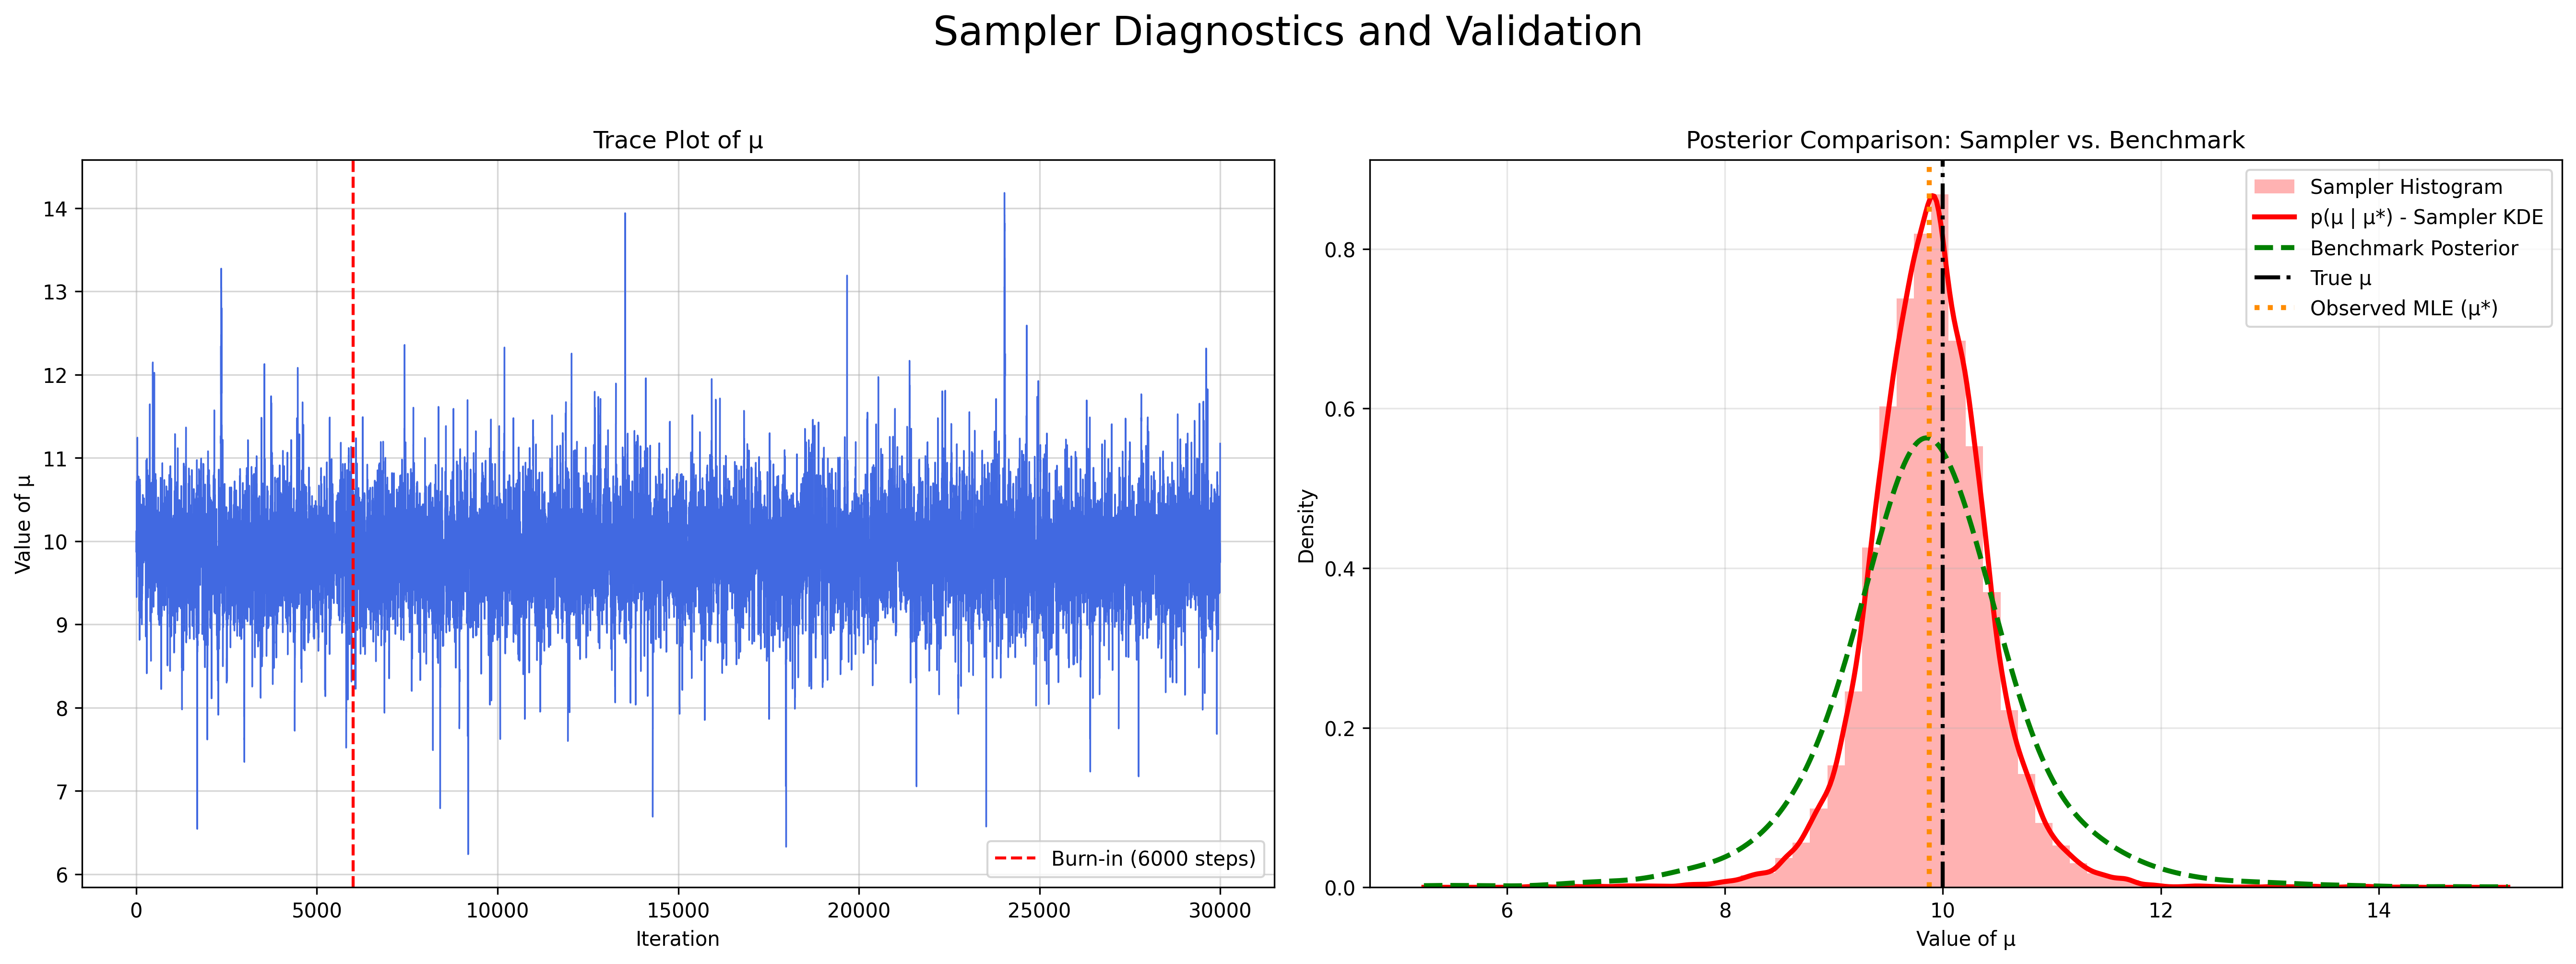 Sampler Diagnostics and Validation
Trace Plot of μ
Value of μ
14
13
12
11
10
9
8
7
6
0
5000
10000
15000
20000
25000
30000
Iteration
Burn-in (6000 steps)
Posterior Comparison: Sampler vs. Benchmark
Density
0.8
0.6
0.4
0.2
0.0
6
8
10
12
14
Value of μ
Sampler Histogram
p(μ | μ*) - Sampler KDE
Benchmark Posterior
True μ
Observed MLE (μ*)